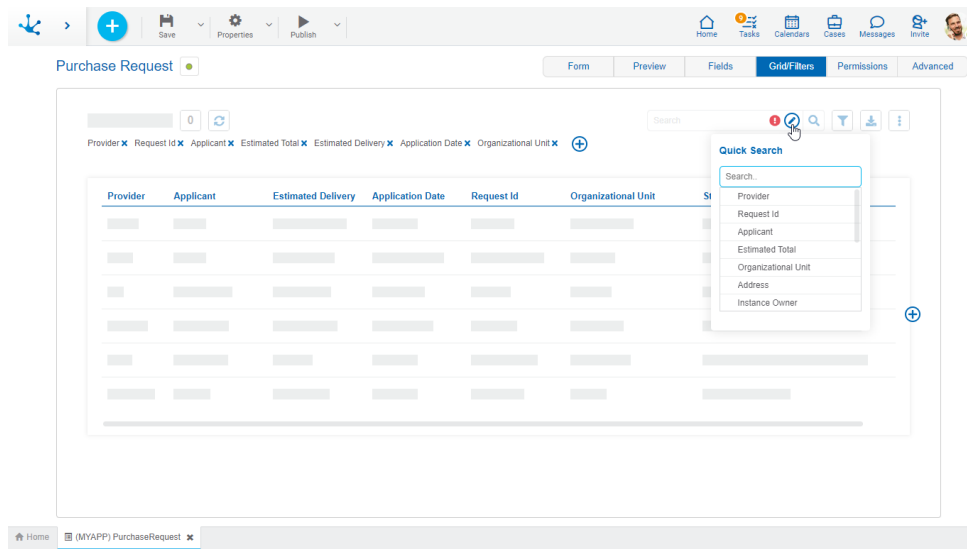 Save Properties Publish Home 9 Tasks Calendars Cases Messages Invite
Purchase Request Form Preview Fields Grid/Filters Permissions Advanced
0 Search
Provider Request Id Applicant Estimated Total Estimated Delivery Application Date Organizational Unit
Quick Search
Search..
Provider
Request Id
Applicant
Estimated Total
Organizational Unit
Address
Instance Owner
Provider Applicant Estimated Delivery Application Date Request Id Organizational Unit St
Home (MYAPP) PurchaseRequest